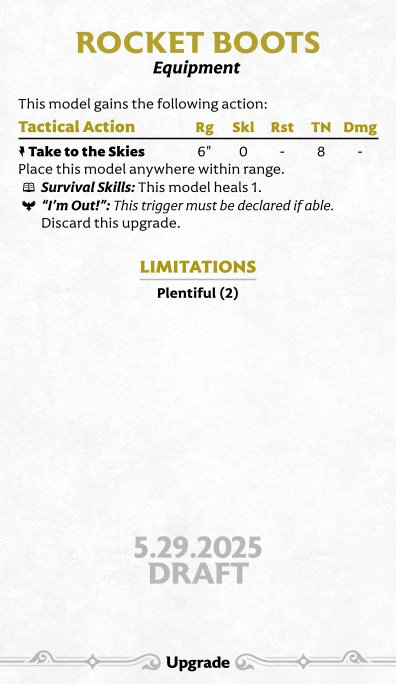 ROCKET BOOTS
Equipment
This model gains the following action:
Tactical Action Rg Skl Rst TN Dmg
Take to the Skies 6" 0 - 8 -
Place this model anywhere within range.
Survival Skills: This model heals 1.
“I’m Out!”: This trigger must be declared if able.
Discard this upgrade.
LIMITATIONS
Plentiful (2)
5.29.2025
DRAFT
Upgrade